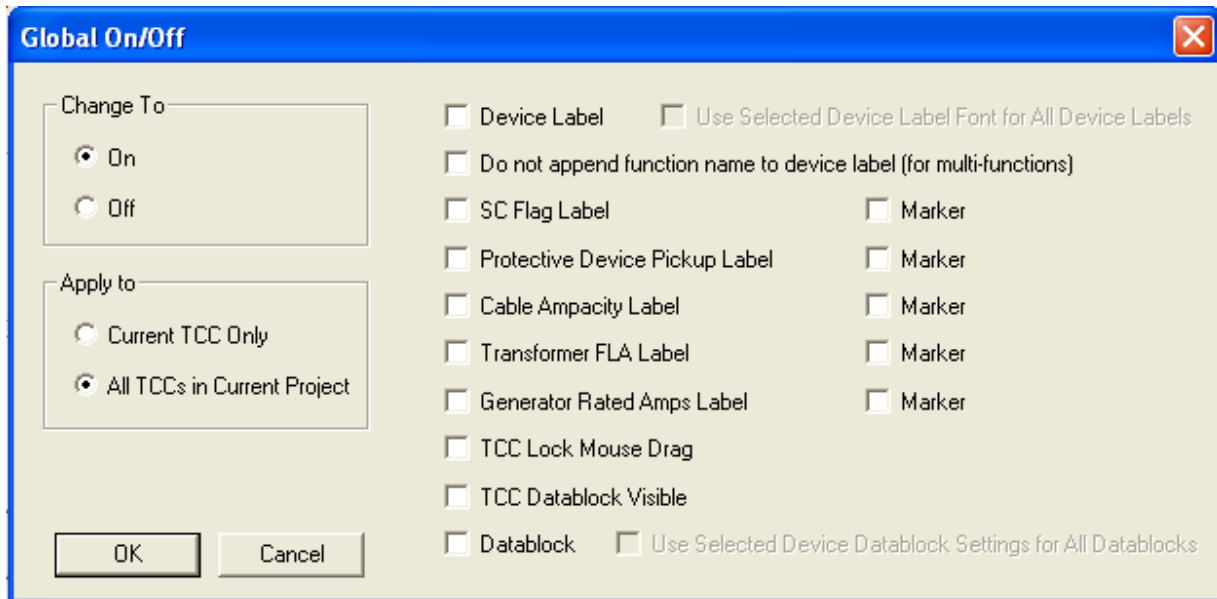 Global On/Off
Change To
On
Off
Apply to
Current TCC Only
All TCCs in Current Project
OK
Cancel
Device Label
Use Selected Device Label Font for All Device Labels
Do not append function name to device label (for multi-functions)
SC Flag Label
Marker
Protective Device Pickup Label
Marker
Cable Ampacity Label
Marker
Transformer FLA Label
Marker
Generator Rated Amps Label
Marker
TCC Lock Mouse Drag
TCC Datablock Visible
Datablock
Use Selected Device Datablock Settings for All Datablocks